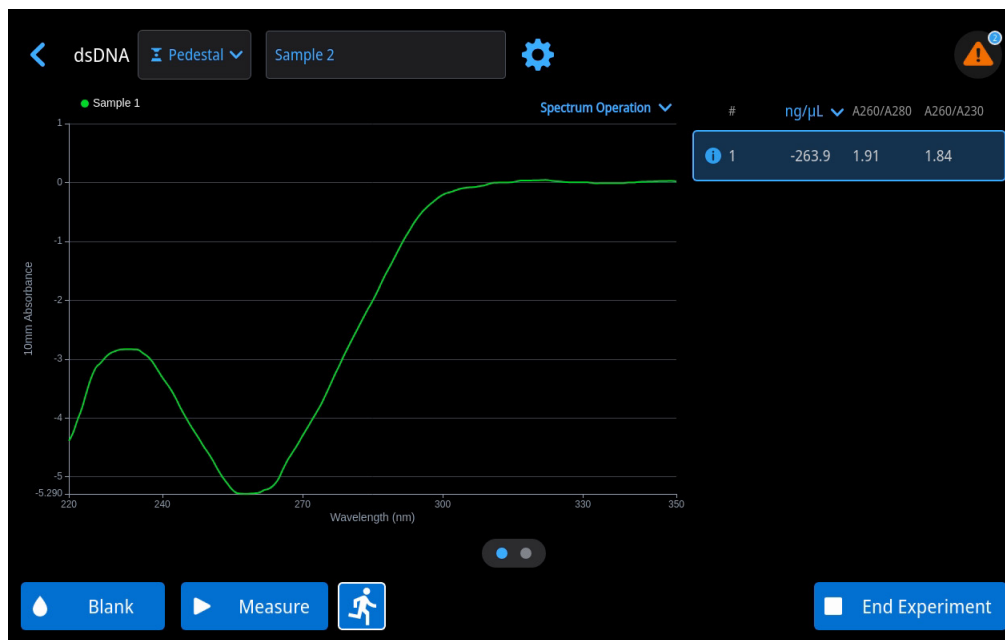 dsDNA Pedestal Sample 2 2
Sample 1 Spectrum Operation # ng/µL A260/A280 A260/A230
i 1 -263.9 1.91 1.84
1
0
-1
-2
-3
-4
-5
-5.290
10mm Absorbance
220 240 270 300 330 350
Wavelength (nm)
Blank Measure End Experiment